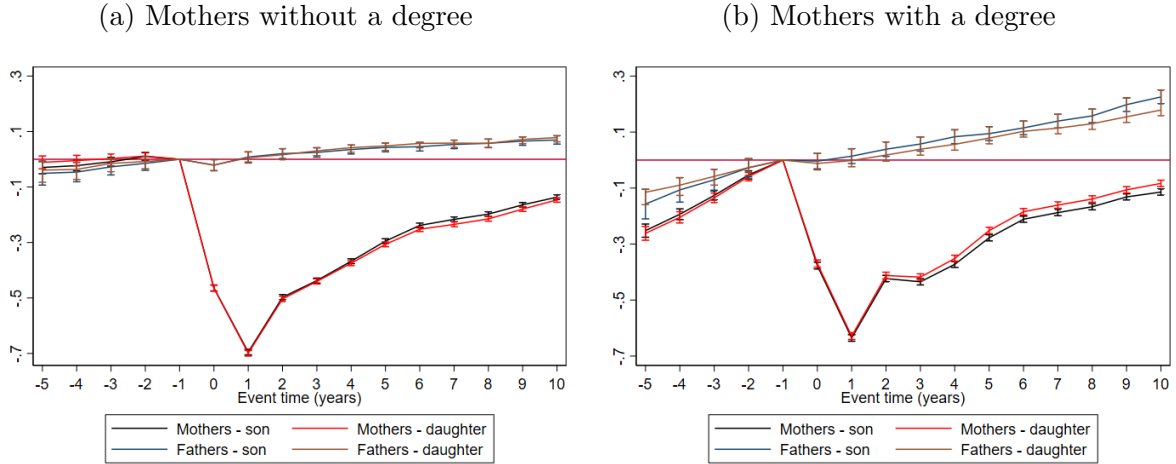 (a) Mothers without a degree
.3
.1
-.1
-.3
-.5
-.7
-5 -4 -3 -2 -1 0 1 2 3 4 5 6 7 8 9 10
Event time (years)
Mothers - son Mothers - daughter
Fathers - son Fathers - daughter
(b) Mothers with a degree
.3
.1
-.1
-.3
-.5
-.7
-5 -4 -3 -2 -1 0 1 2 3 4 5 6 7 8 9 10
Event time (years)
Mothers - son Mothers - daughter
Fathers - son Fathers - daughter